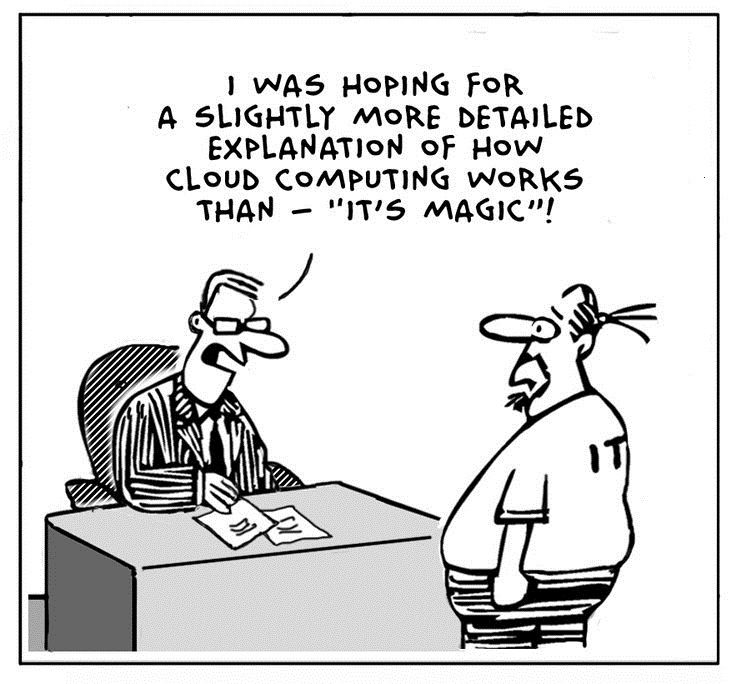 I WAS HOPING FOR
A SLIGHTLY MORE DETAILED
EXPLANATION OF HOW
CLOUD COMPUTING WORKS
THAN – "IT'S MAGIC"!
IT